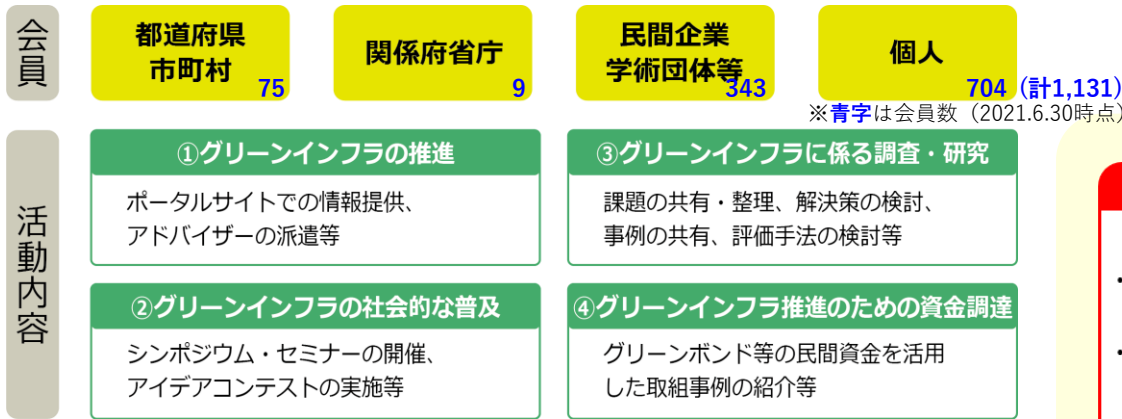 会員
都道府県
市町村
75
関係府省庁
9
民間企業
学術団体等
343
個人
704 (計1,131)
※青字は会員数（2021.6.30時点）
活動内容
①グリーンインフラの推進
ポータルサイトでの情報提供、
アドバイザーの派遣等
②グリーンインフラの社会的な普及
シンポジウム・セミナーの開催、
アイデアコンテストの実施等
③グリーンインフラに係る調査・研究
課題の共有・整理、解決策の検討、
事例の共有、評価手法の検討等
④グリーンインフラ推進のための資金調達
グリーンボンド等の民間資金を活用
した取組事例の紹介等
・
・